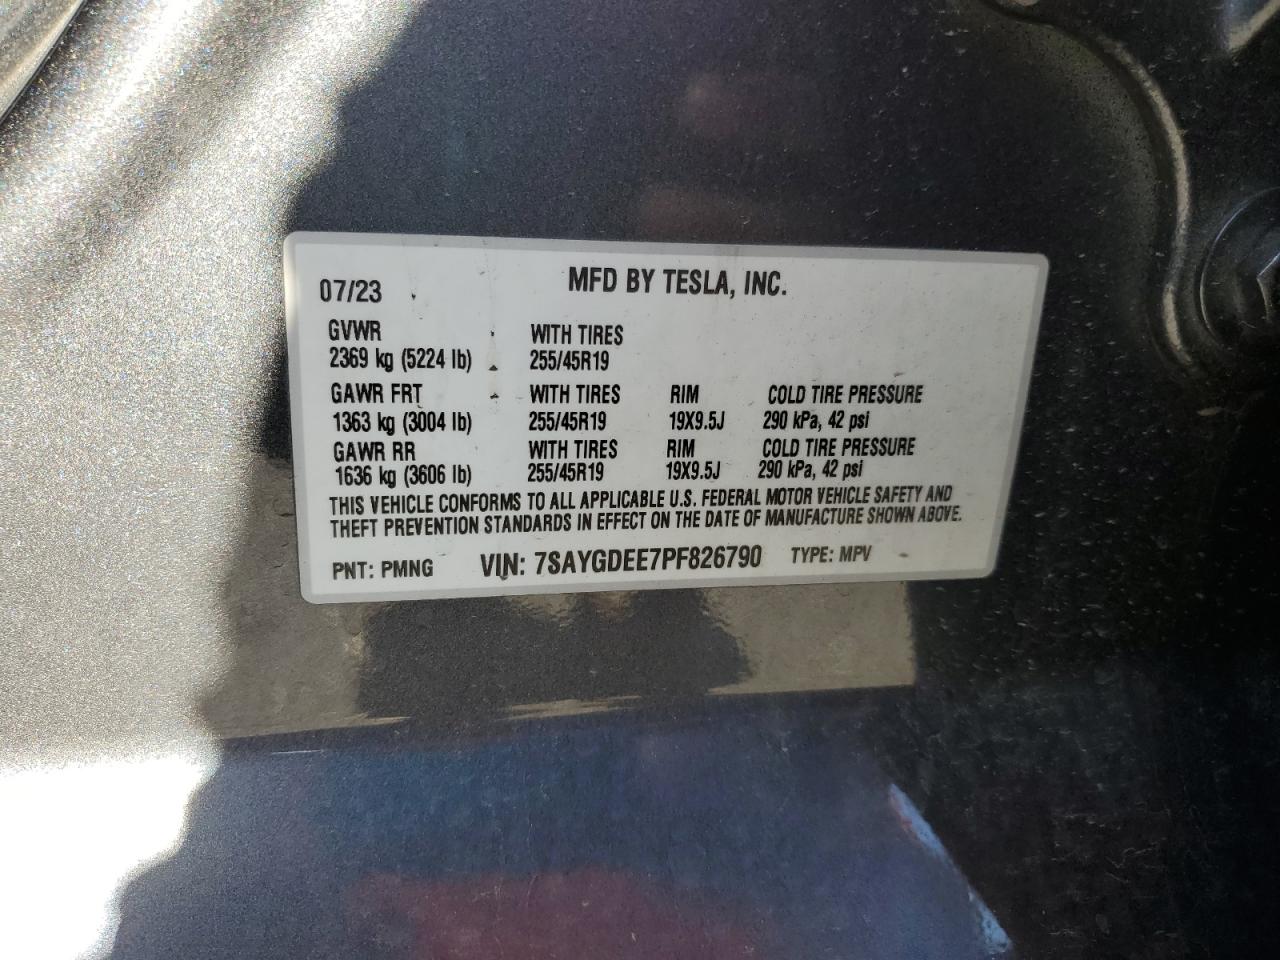 07/23 MFD BY TESLA, INC.
GVWR WITH TIRES
2369 kg (5224 lb) 255/45R19
GAWR FRT WITH TIRES RIM COLD TIRE PRESSURE
1363 kg (3004 lb) 255/45R19 19X9.5J 290 kPa, 42 psi
GAWR RR WITH TIRES RIM COLD TIRE PRESSURE
1636 kg (3606 lb) 255/45R19 19X9.5J 290 kPa, 42 psi
THIS VEHICLE CONFORMS TO ALL APPLICABLE U.S. FEDERAL MOTOR VEHICLE SAFETY AND
THEFT PREVENTION STANDARDS IN EFFECT ON THE DATE OF MANUFACTURE SHOWN ABOVE.
PNT: PMNG VIN: 7SAYGDEE7PF826790 TYPE: MPV